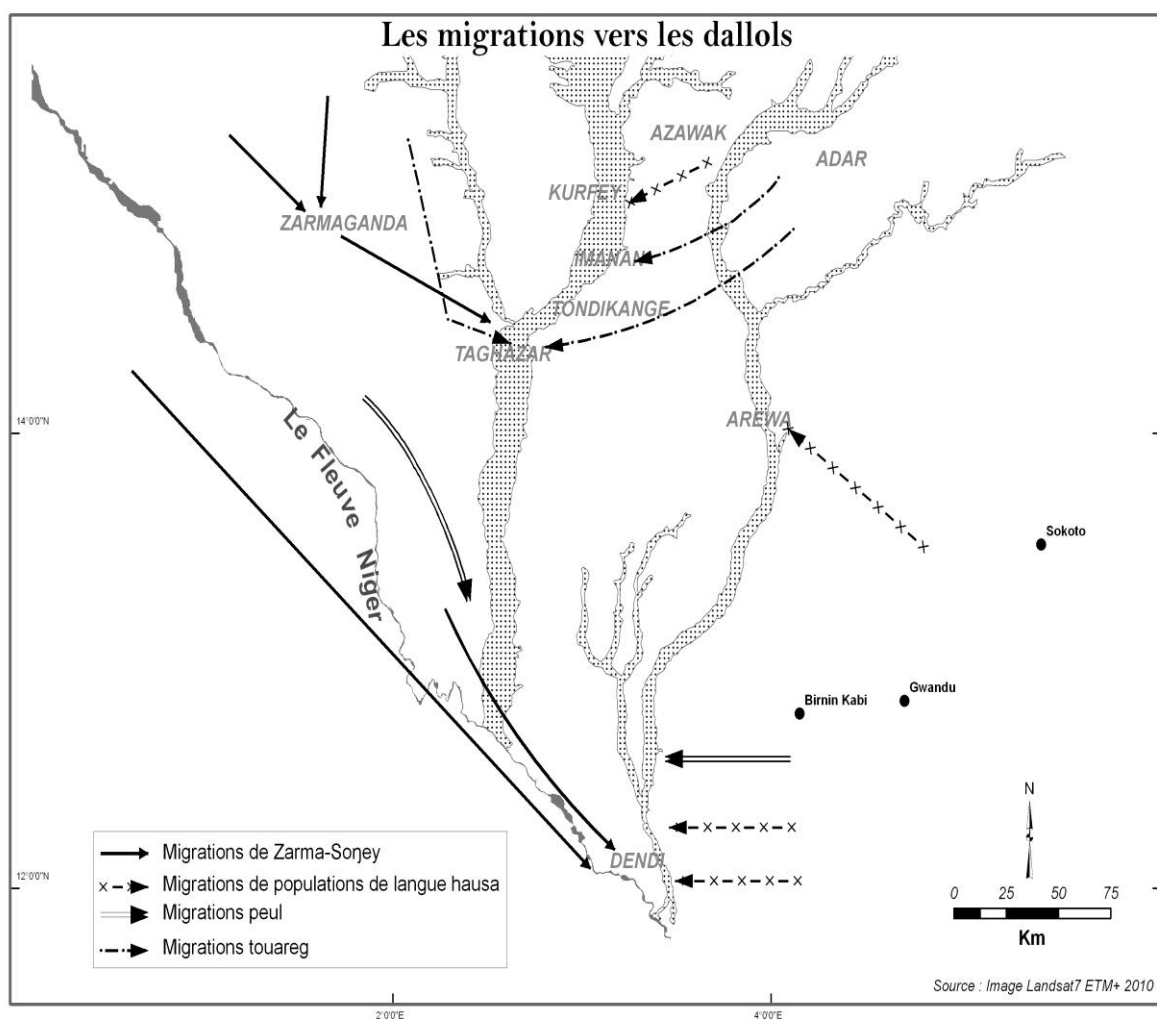 Les migrations vers les dallols
AZAWAK
ADAR
KURFEY
ZARMAGANDA
IMANAN
TONDIKANGE
TAGHAZAR
14°0'0"N
AREWA
Le Fleuve Niger
Sokoto
Birnin Kabi
Gwandu
N
DENDI
12°0'0"N
Migrations de Zarma-Soŋey
Migrations de populations de langue hausa
Migrations peul
Migrations touareg
0 25 50 75
Km
Source : Image Landsat7 ETM+ 2010
2°0'0"E
4°0'0"E